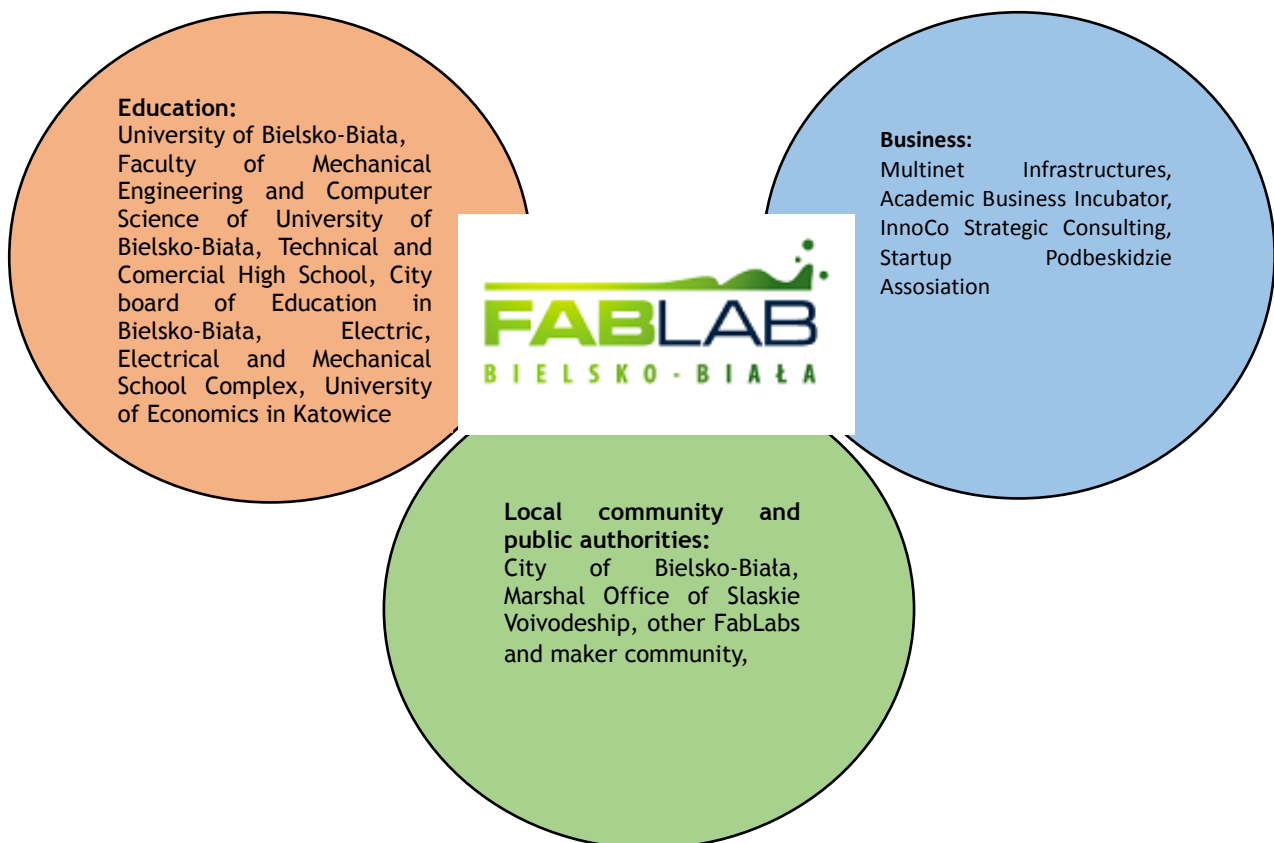 Education:
University of Bielsko-Biała,
Faculty of Mechanical
Engineering and Computer
Science of University of
Bielsko-Biała, Technical and
Comercial High School, City
board of Education in
Bielsko-Biała, Electric,
Electrical and Mechanical
School Complex, University
of Economics in Katowice
FABLAB
BIELSKO-BIAŁA
Business:
Multinet Infrastructures,
Academic Business Incubator,
InnoCo Strategic Consulting,
Startup Podbeskidzie
Assosiation
Local community and
public authorities:
City of Bielsko-Biała,
Marshal Office of Slaskie
Voivodeship, other FabLabs
and maker community,